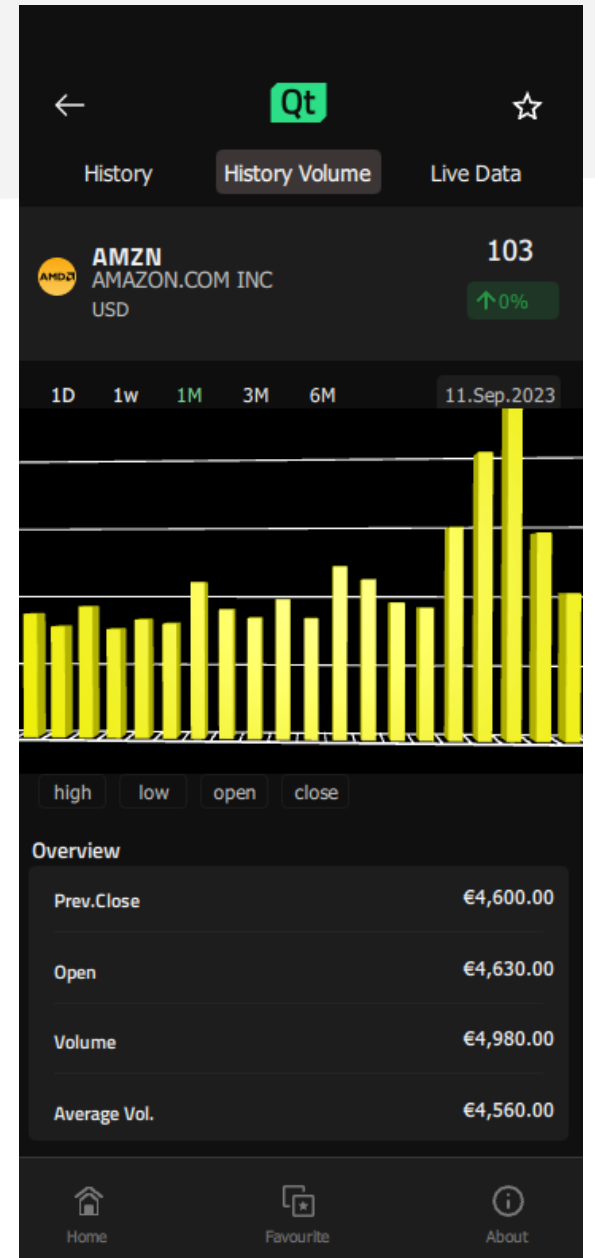 Qt
History History Volume Live Data
AMZN
103
AMD
AMAZON.COM INC
USD
↑0%
1D 1w 1M 3M 6M 11.Sep.2023
high low open close
Overview
Prev.Close €4,600.00
Open €4,630.00
Volume €4,980.00
Average Vol. €4,560.00
Home Favourite About